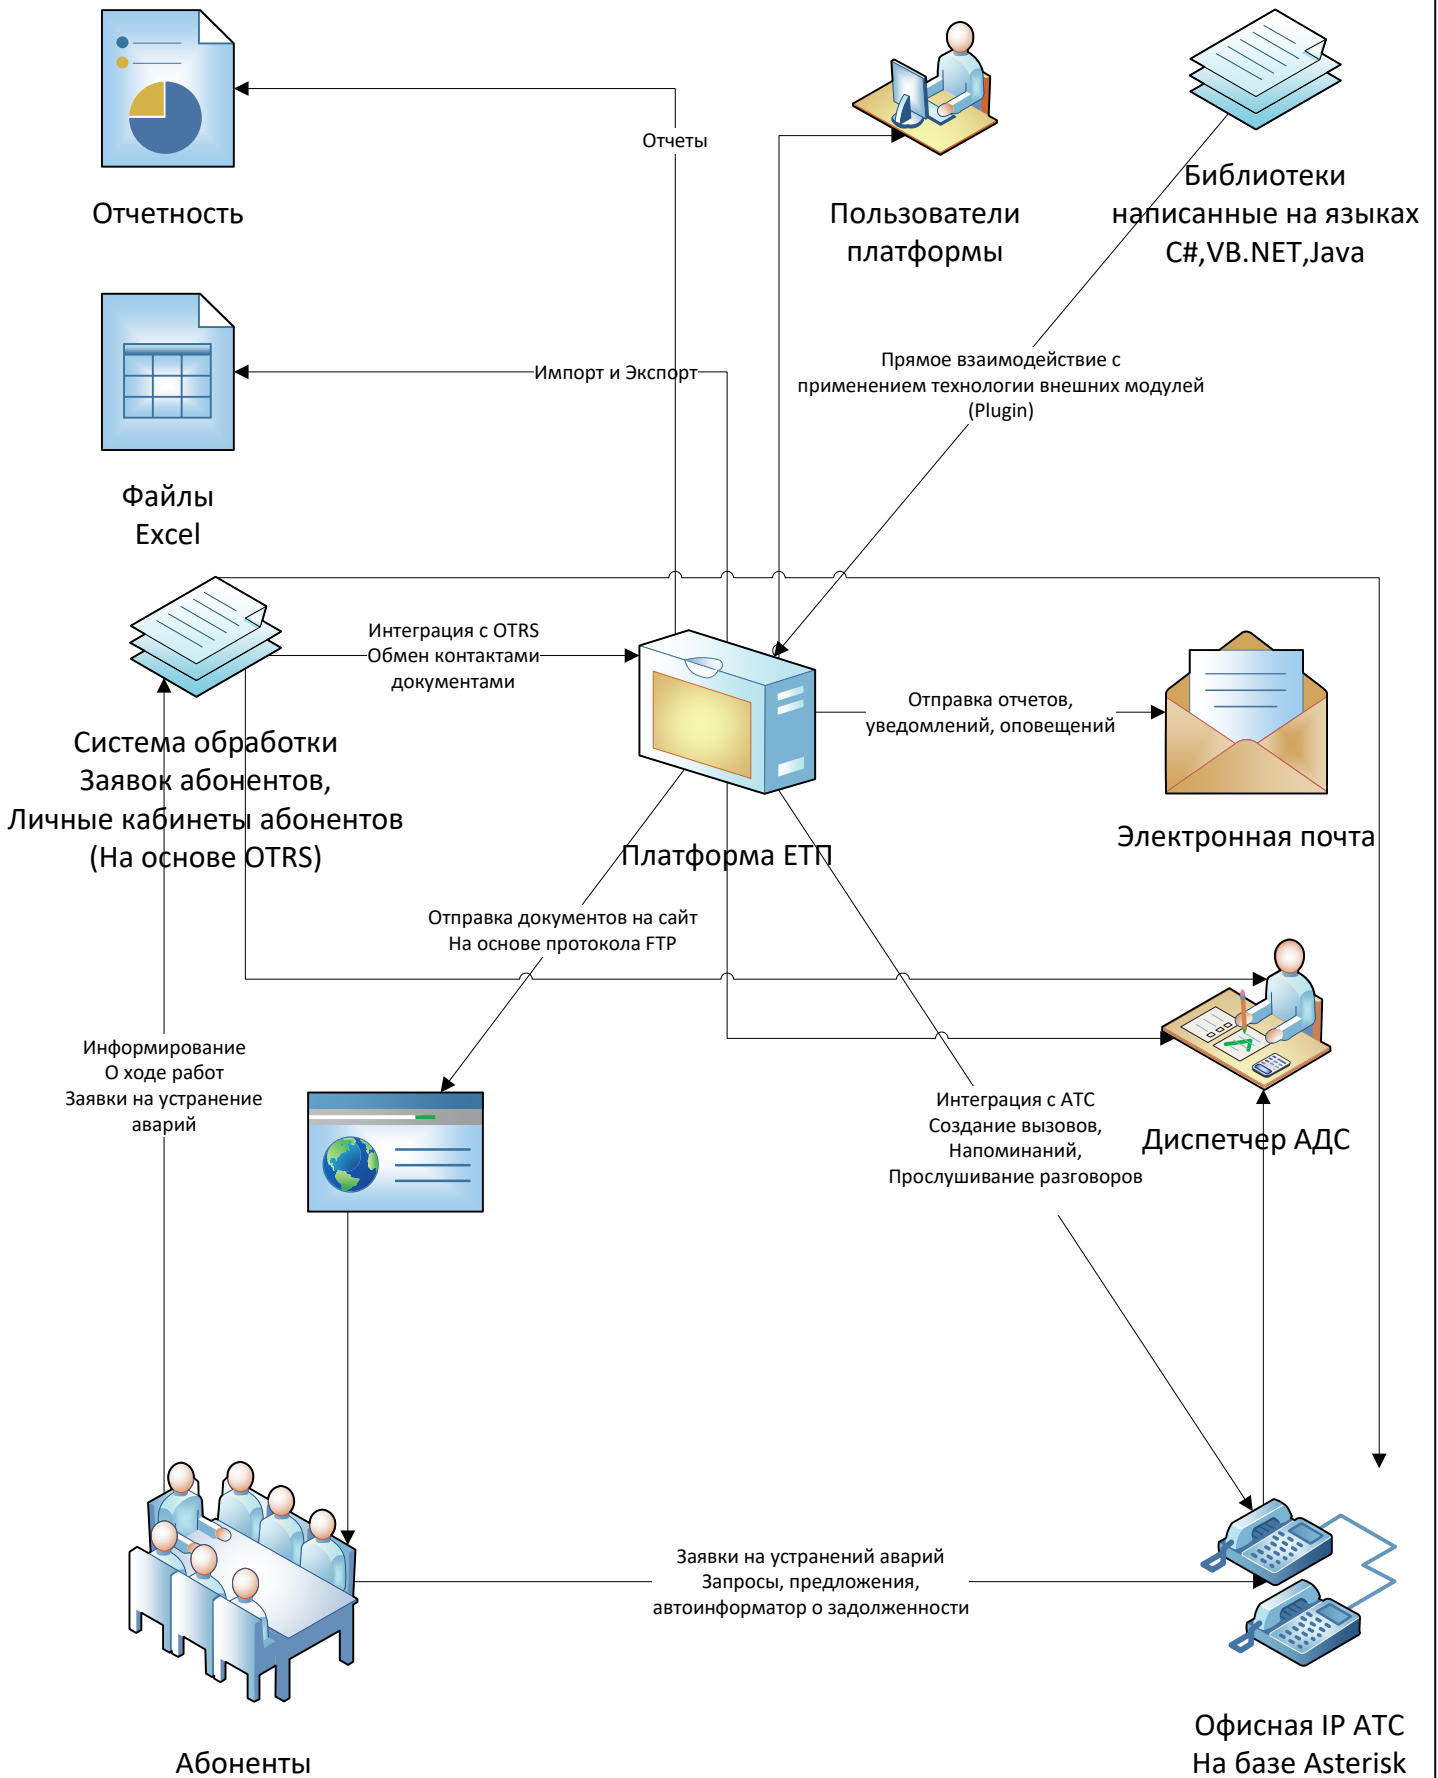 Отчеты
Отчетность
Пользователи
платформы
Библиотеки
написанные на языках
C#,VB.NET,Java
Импорт и Экспорт
Прямое взаимодействие с
применением технологии внешних модулей
(Plugin)
Файлы
Excel
Интеграция с OTRS
Обмен контактами
документами
Отправка отчетов,
уведомлений, оповещений
Система обработки
Заявок абонентов,
Личные кабинеты абонентов
(На основе OTRS)
Платформа ЕТП
Электронная почта
Отправка документов на сайт
На основе протокола FTP
Информирование
О ходе работ
Заявки на устранение
аварий
Интеграция с АТС
Создание вызовов,
Напоминаний,
Прослушивание разговоров
Диспетчер АДС
Заявки на устранений аварий
Запросы, предложения,
автоинформатор о задолженности
Абоненты
Офисная IP АТС
На базе Asterisk